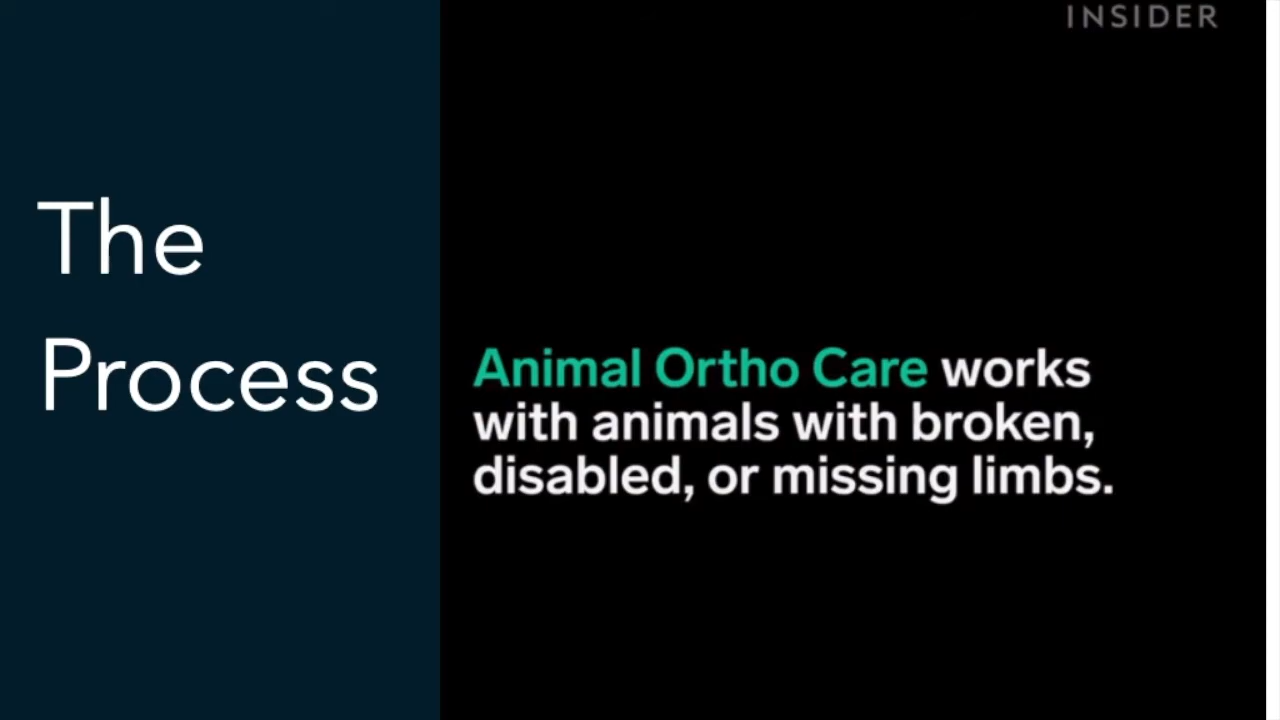 The
Process
INSIDER
Animal Ortho Care works
with animals with broken,
disabled, or missing limbs.